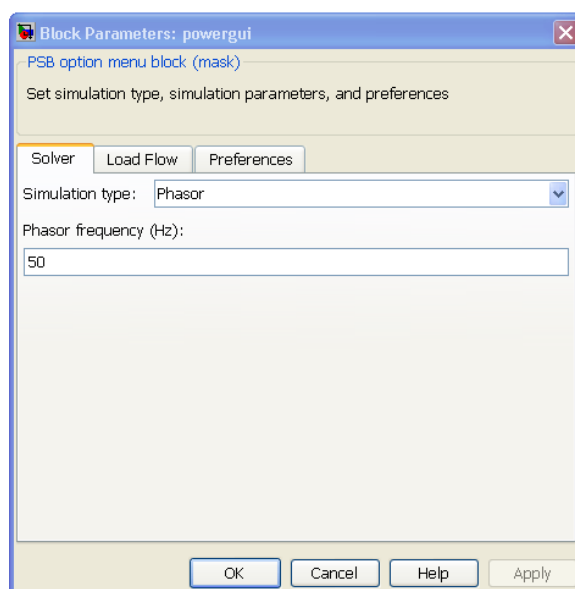 Block Parameters: powergui
PSB option menu block (mask)
Set simulation type, simulation parameters, and preferences
Solver Load Flow Preferences
Simulation type: Phasor
Phasor frequency (Hz):
50
OK Cancel Help Apply